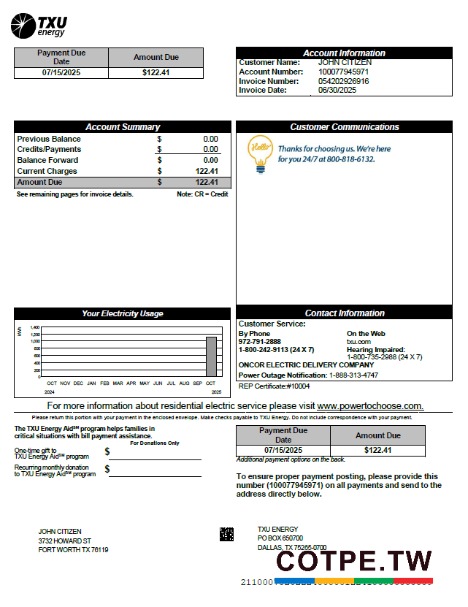 TXU
energy
Payment Due Date Amount Due
07/15/2025 $122.41
Account Information
Customer Name: JOHN CITIZEN
Account Number: 100077945971
Invoice Number: 054202926916
Invoice Date: 06/30/2025
Account Summary
Previous Balance $ 0.00
Credits/Payments $ 0.00
Balance Forward $ 0.00
Current Charges $ 122.41
Amount Due $ 122.41
See remaining pages for invoice details. Note: CR = Credit
Customer Communications
Hello!
Thanks for choosing us. We're here
for you 24/7 at 800-818-6132.
Your Electricity Usage
1,400
1,200
1,000
800
600
400
200
0
OCT NOV DEC JAN FEB MAR APR MAY JUN JUL AUG SEP OCT
2024 2025
Contact Information
Customer Service:
By Phone On the Web
972-791-2888 txu.com
1-800-242-9113 (24 X 7) Hearing Impaired:
1-800-735-2988 (24 X 7)
ONCOR ELECTRIC DELIVERY COMPANY
Power Outage Notification: 1-888-313-4747
REP Certificate:#10004
For more information about residential electric service please visit www.powertochoose.com.
Please return this portion with your payment in the enclosed envelope. Make checks payable to TXU Energy. Do not include correspondence with your payment.
The TXU Energy Aid℠ program helps families in
critical situations with bill payment assistance.
For Donations Only
One-time gift to
TXU Energy Aid℠ program $
Recurring monthly donation
to TXU Energy Aid℠ program $
Payment Due Date Amount Due
07/15/2025 $122.41
Additional payment options on the back.
To ensure proper payment posting, please provide this
number (100077945971) on all payments and send to the
address directly below.
JOHN CITIZEN
3732 HOWARD ST
FORT WORTH TX 76119
TXU ENERGY
PO BOX 650700
DALLAS, TX 75265-0700
COTPE.TW